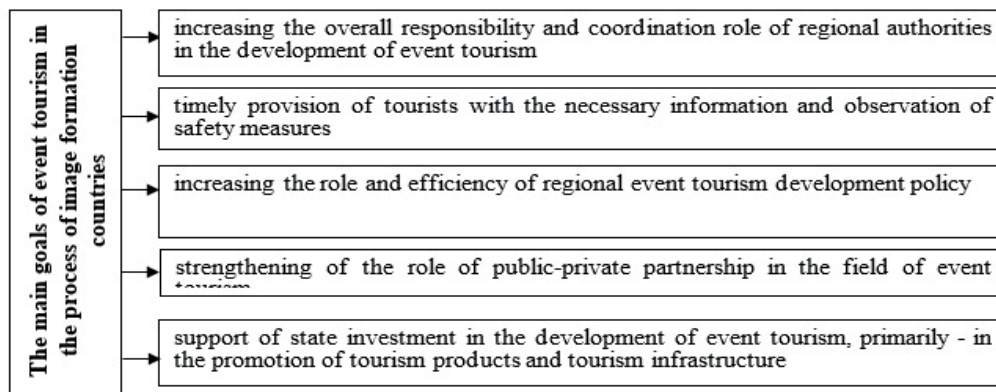 The main goals of event tourism in
the process of image formation
countries
increasing the overall responsibility and coordination role of regional authorities
in the development of event tourism
timely provision of tourists with the necessary information and observation of
safety measures
increasing the role and efficiency of regional event tourism development policy
strengthening of the role of public-private partnership in the field of event
tourism
support of state investment in the development of event tourism, primarily - in
the promotion of tourism products and tourism infrastructure